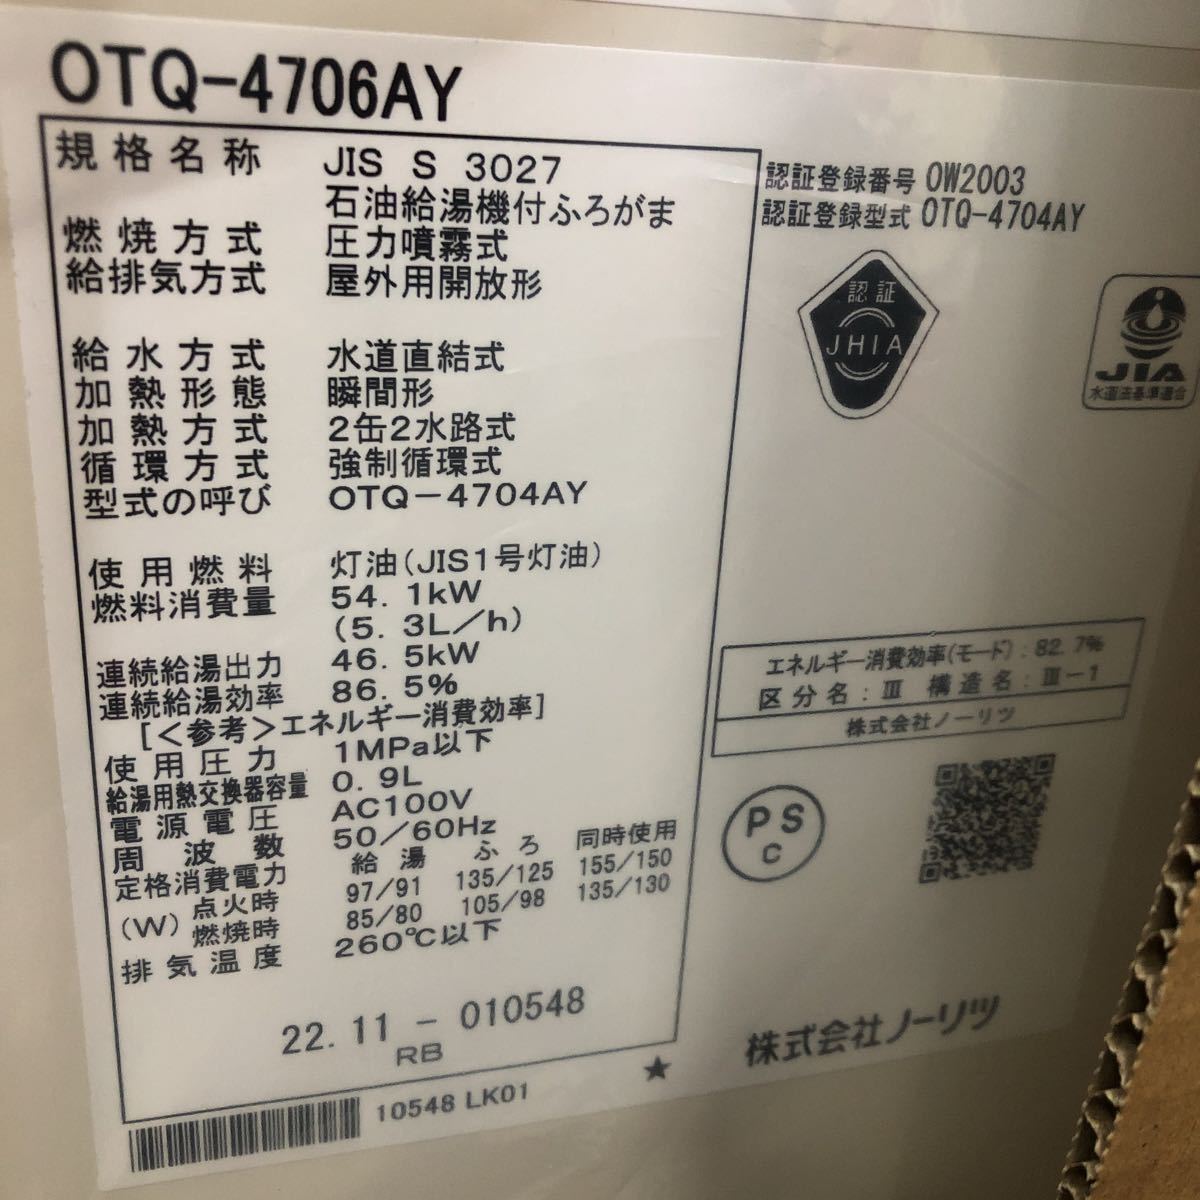 OTQ-4706AY
規格名称 JIS S 3027
石油給湯機付ふろがま
燃焼方式 圧力噴霧式
給排気方式 屋外用開放形
給水方式 水道直結式
加熱形態 瞬間形
加熱方式 2缶2水路式
循環方式 強制循環式
型式の呼び OTQ-4704AY
使用燃料 灯油(JIS1号灯油)
燃料消費量 54.1kW
(5.3L/h)
連続給湯出力 46.5kW
連続給湯効率 86.5%
[<参考>エネルギー消費効率]
使用圧力 1MPa以下
給湯用熱交換器容量 0.9L
電源電圧 AC100V
周波数 50/60Hz
定格消費電力 給湯 ふろ 同時使用
(W) 点火時 97/91 135/125 155/150
燃焼時 85/80 105/98 135/130
排気温度 260℃以下
22.11 - 010548
RB
10548 LK01
★
認証登録番号 OW2003
認証登録型式 OTQ-4704AY
認証
JHIA
JIA
水道法基準適合
エネルギー消費効率(モード):82.7%
区分名:Ⅲ 構造名:Ⅲ-1
株式会社ノーリツ
PS
C
19
株式会社ノーリツ